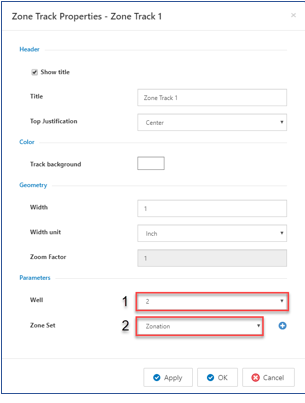 Zone Track Properties - Zone Track 1 ×
Header
Show title
Title Zone Track 1
Top Justification Center
Color
Track background
Geometry
Width 1
Width unit Inch
Zoom Factor 1
Parameters
Well 1 2
Zone Set 2 Zonation
Apply OK Cancel